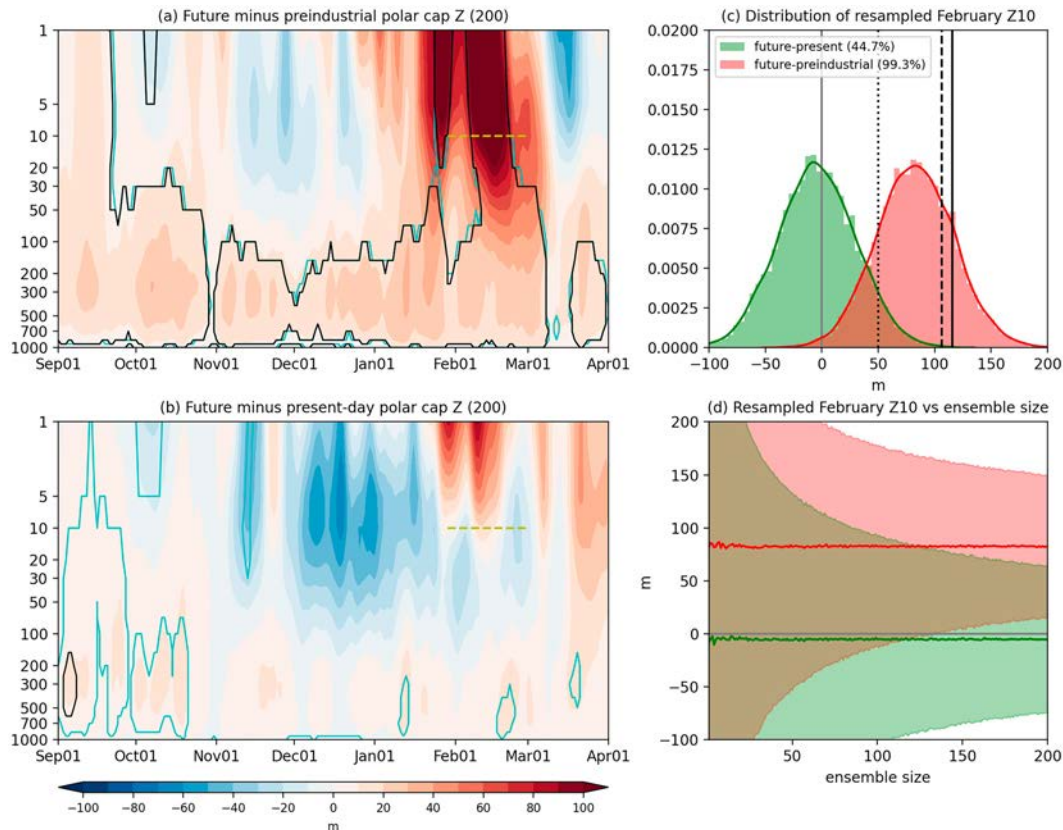 (a) Future minus preindustrial polar cap Z (200)
1
5
10
20
30
50
100
200
300
500
700
1000
Sep01 Oct01 Nov01 Dec01 Jan01 Feb01 Mar01 Apr01
(c) Distribution of resampled February Z10
future-present (44.7%)
future-preindustrial (99.3%)
0.0200
0.0175
0.0150
0.0125
0.0100
0.0075
0.0050
0.0025
0.0000
−100 −50 0 50 100 150 200
m
(b) Future minus present-day polar cap Z (200)
1
5
10
20
30
50
100
200
300
500
700
1000
Sep01 Oct01 Nov01 Dec01 Jan01 Feb01 Mar01 Apr01
−100 −80 −60 −40 −20 0 20 40 60 80 100
m
(d) Resampled February Z10 vs ensemble size
m
200
150
100
50
0
−50
−100
50 100 150 200
ensemble size